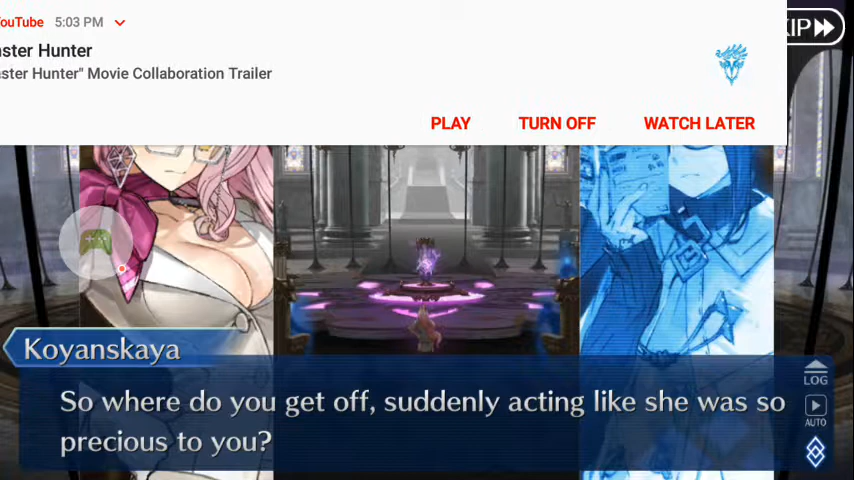 ouTube 5:03 PM
ster Hunter
ster Hunter" Movie Collaboration Trailer
PLAY TURN OFF WATCH LATER
IP
Koyanskaya
So where do you get off, suddenly acting like she was so
precious to you?
LOG
AUTO